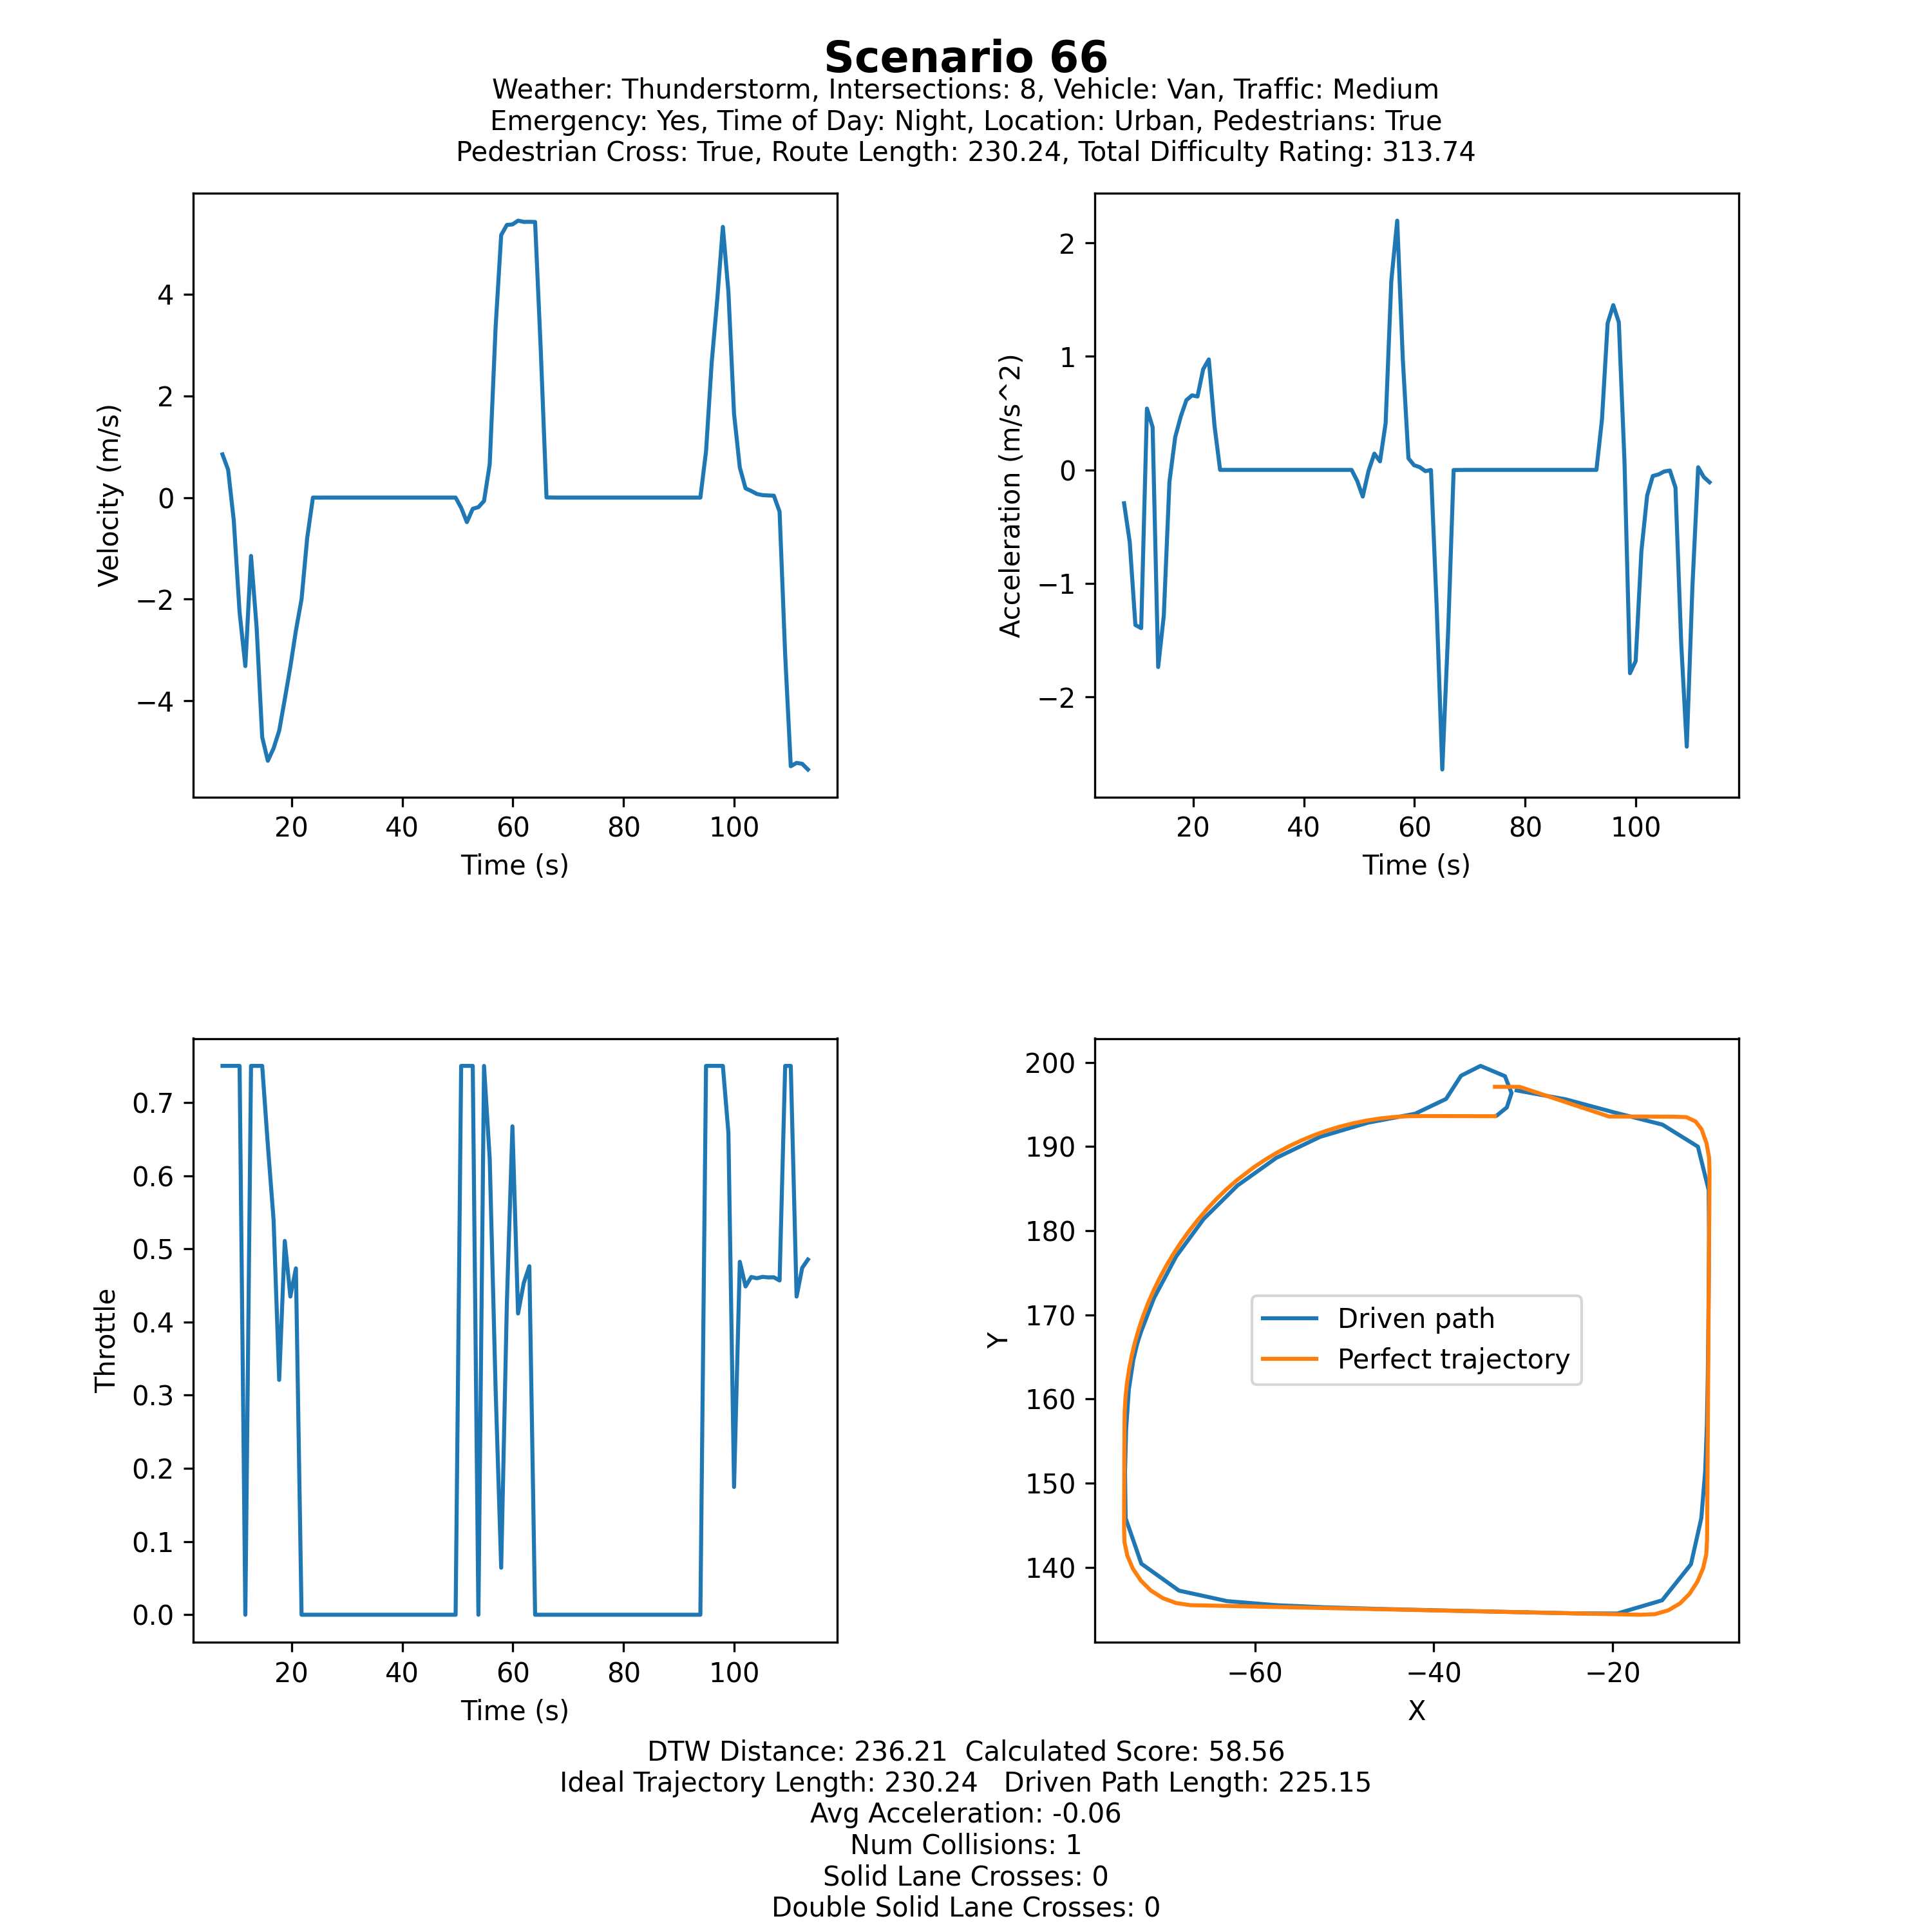 Scenario 66
Weather: Thunderstorm, Intersections: 8, Vehicle: Van, Traffic: Medium
Emergency: Yes, Time of Day: Night, Location: Urban, Pedestrians: True
Pedestrian Cross: True, Route Length: 230.24, Total Difficulty Rating: 313.74
Velocity (m/s)
4
2
0
−2
−4
20 40 60 80 100
Time (s)
Acceleration (m/s^2)
2
1
0
−1
−2
20 40 60 80 100
Time (s)
Throttle
0.7
0.6
0.5
0.4
0.3
0.2
0.1
0.0
20 40 60 80 100
Time (s)
Y
200
190
180
170
160
150
140
Driven path
Perfect trajectory
−60 −40 −20
X
DTW Distance: 236.21 Calculated Score: 58.56
Ideal Trajectory Length: 230.24 Driven Path Length: 225.15
Avg Acceleration: -0.06
Num Collisions: 1
Solid Lane Crosses: 0
Double Solid Lane Crosses: 0